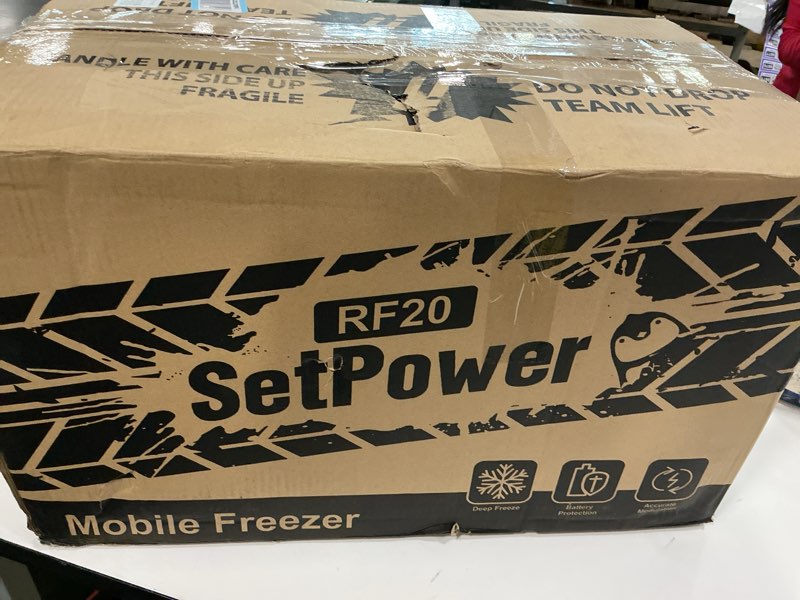 ANDLE WITH CARE
THIS SIDE UP
FRAGILE
DO NOT DROP
TEAM LIFT
RF20
SetPower
Mobile Freezer
Deep Freeze
Battery
Protection
Accurate